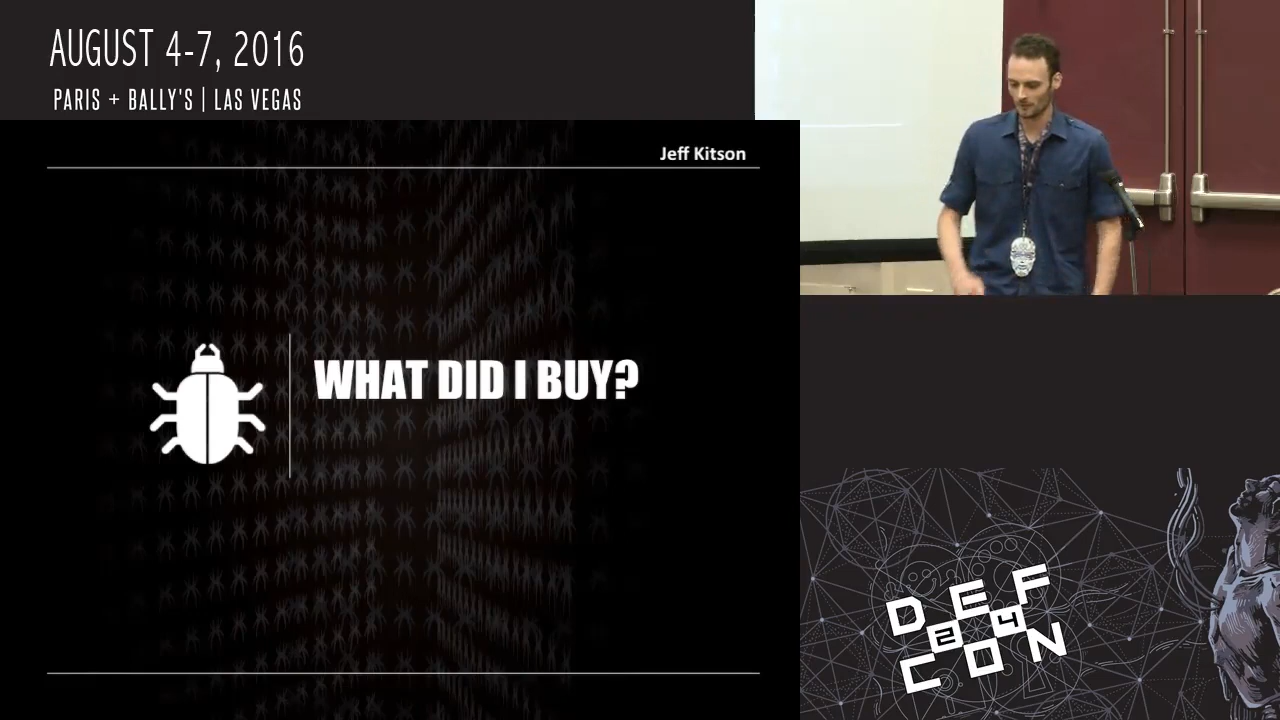 AUGUST 4-7, 2016
PARIS + BALLY'S | LAS VEGAS
Jeff Kitson
WHAT DID I BUY?
DEF
24
CON